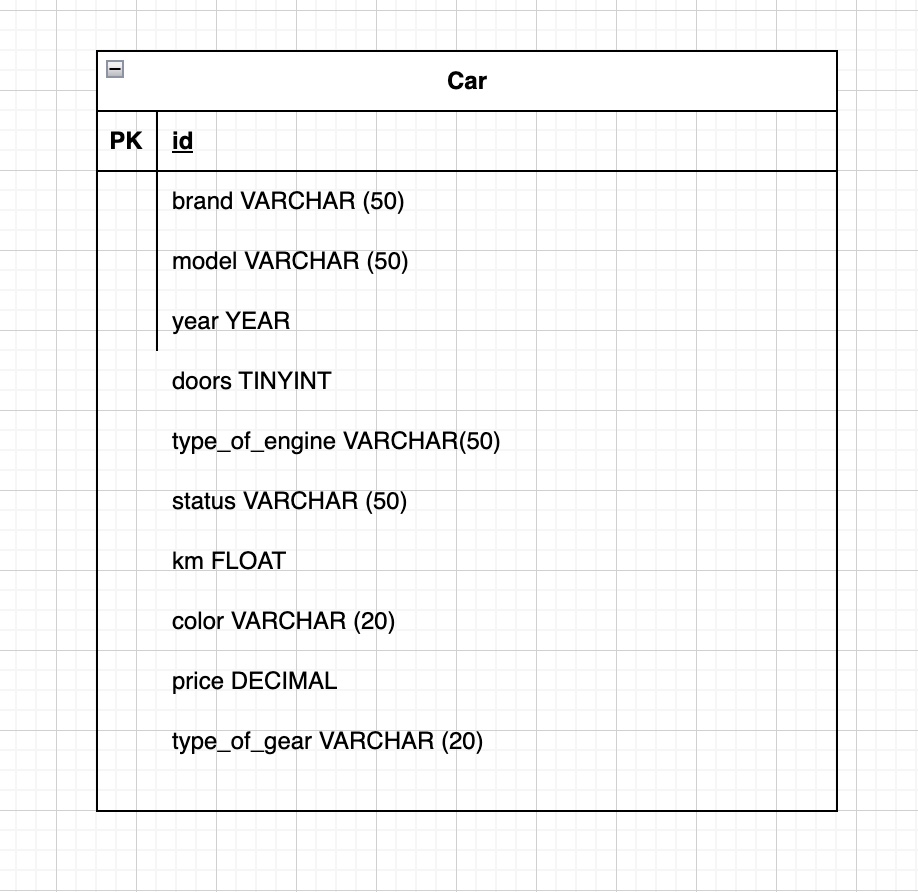 Car
PK id
brand VARCHAR (50)
model VARCHAR (50)
year YEAR
doors TINYINT
type_of_engine VARCHAR(50)
status VARCHAR (50)
km FLOAT
color VARCHAR (20)
price DECIMAL
type_of_gear VARCHAR (20)